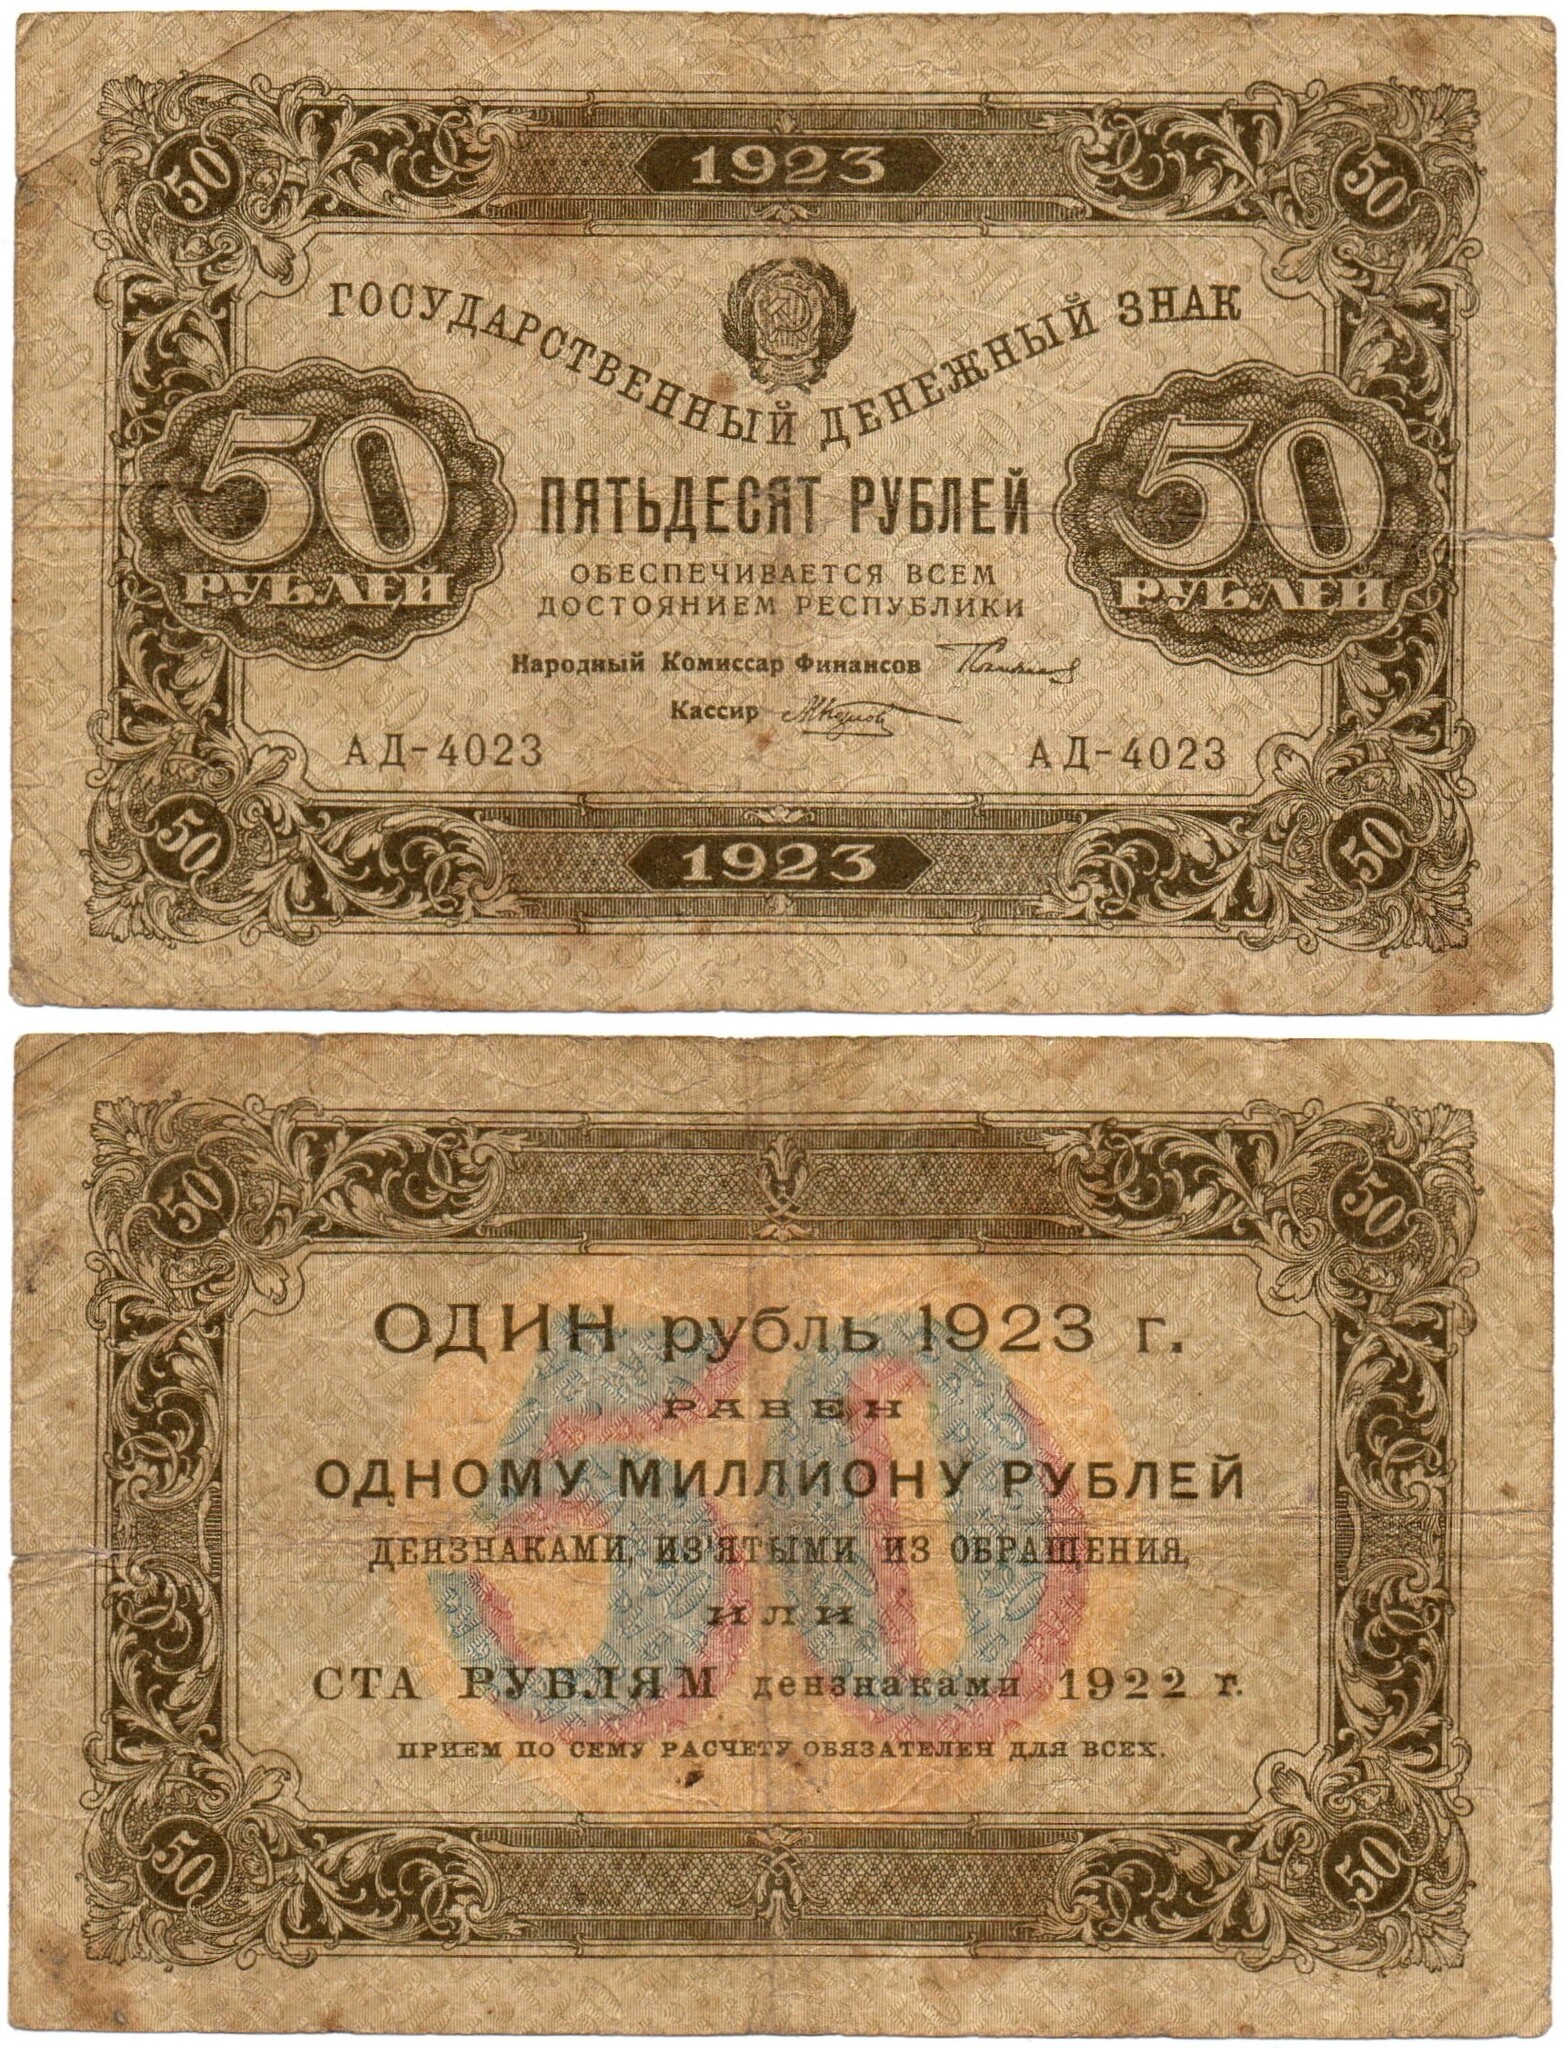 50 1923 50
ГОСУДАРСТВЕННЫЙ ДЕНЕЖНЫЙ ЗНАК
50 РУБЛЕЙ
ПЯТЬДЕСЯТ РУБЛЕЙ
50 РУБЛЕЙ
ОБЕСПЕЧИВАЕТСЯ ВСЕМ
ДОСТОЯНИЕМ РЕСПУБЛИКИ
Народный Комиссар Финансов
Кассир
АД-4023 АД-4023
50 1923 50
50 50
ОДИН рубль 1923 г.
РАВЕН
ОДНОМУ МИЛЛИОНУ РУБЛЕЙ
ДЕНЗНАКАМИ, ИЗ'ЯТЫМИ ИЗ ОБРАЩЕНИЯ,
ИЛИ
СТА РУБЛЯМ дензнаками 1922 г.
ПРИЕМ ПО СЕМУ РАСЧЕТУ ОБЯЗАТЕЛЕН ДЛЯ ВСЕХ.
50
50 50